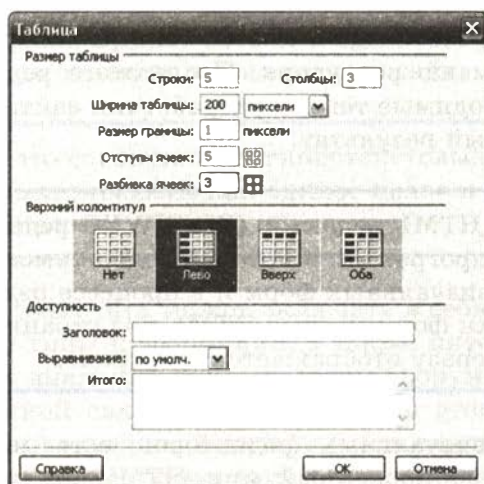 Таблица
Размер таблицы
Строки: 5 Столбцы: 3
Ширина таблицы: 200 пиксели
Размер границы: 1 пиксели
Отступы ячеек: 5
Разбивка ячеек: 3
Верхний колонтитул
Нет Лево Вверх Оба
Доступность
Заголовок:
Выравнивание: по умолч.
Итого:
Справка ОК Отмена